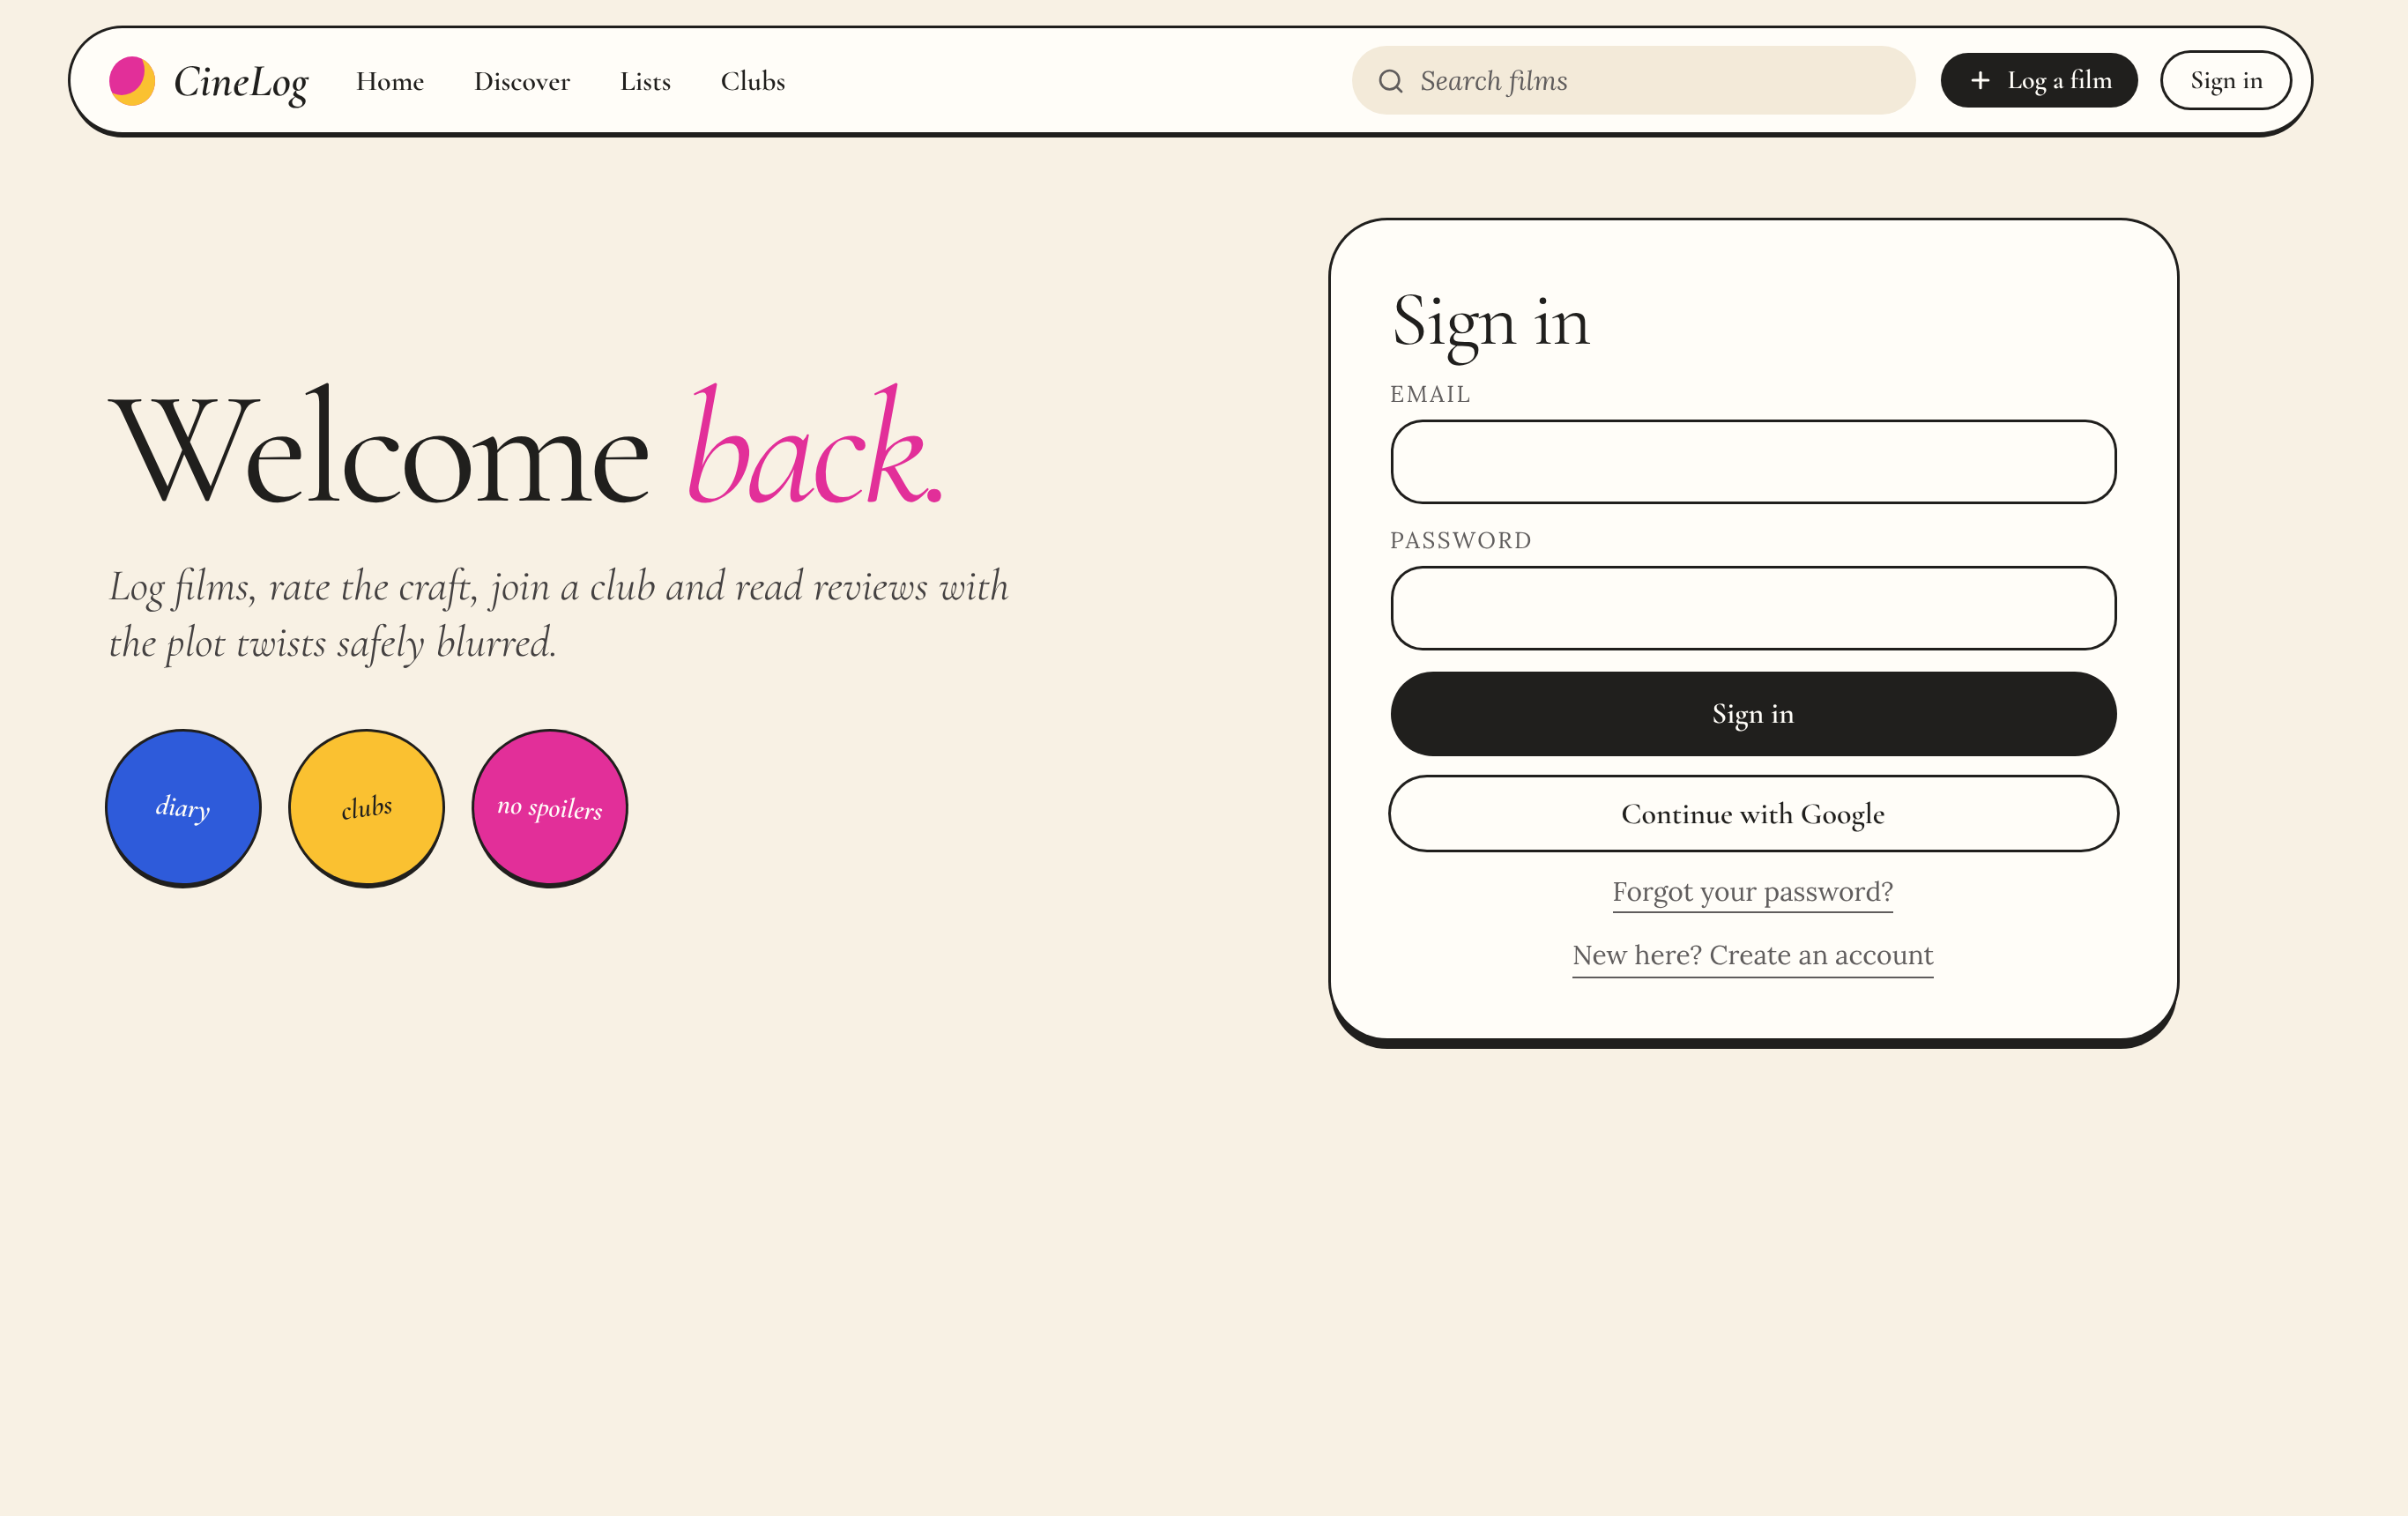 CineLog Home Discover Lists Clubs Search films + Log a film Sign in
Welcome back.
Log films, rate the craft, join a club and read reviews with
the plot twists safely blurred.
diary clubs no spoilers
Sign in
EMAIL
PASSWORD
Sign in
Continue with Google
Forgot your password?
New here? Create an account